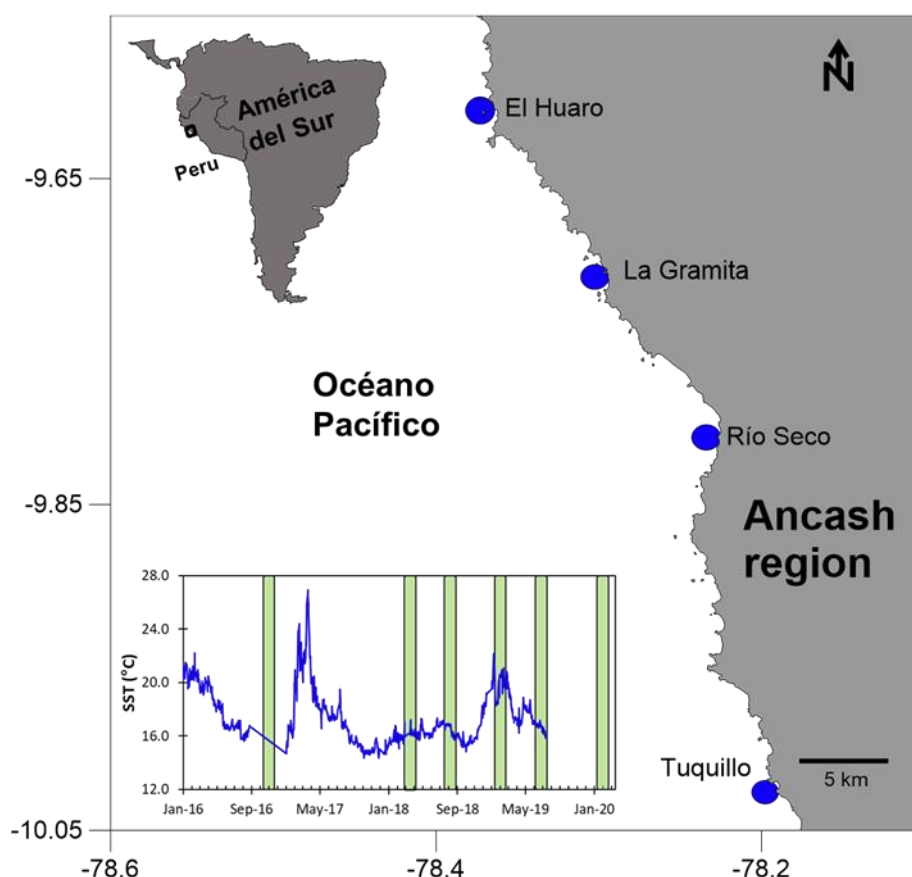 N
América
del Sur
Peru
El Huaro
-9.65
La Gramita
Océano
Pacífico
Río Seco
-9.85
Ancash
region
28.0
24.0
20.0
16.0
12.0
SST (°C)
Jan-16
Sep-16
May-17
Jan-18
Sep-18
May-19
Jan-20
Tuquillo
5 km
-10.05
-78.6
-78.4
-78.2